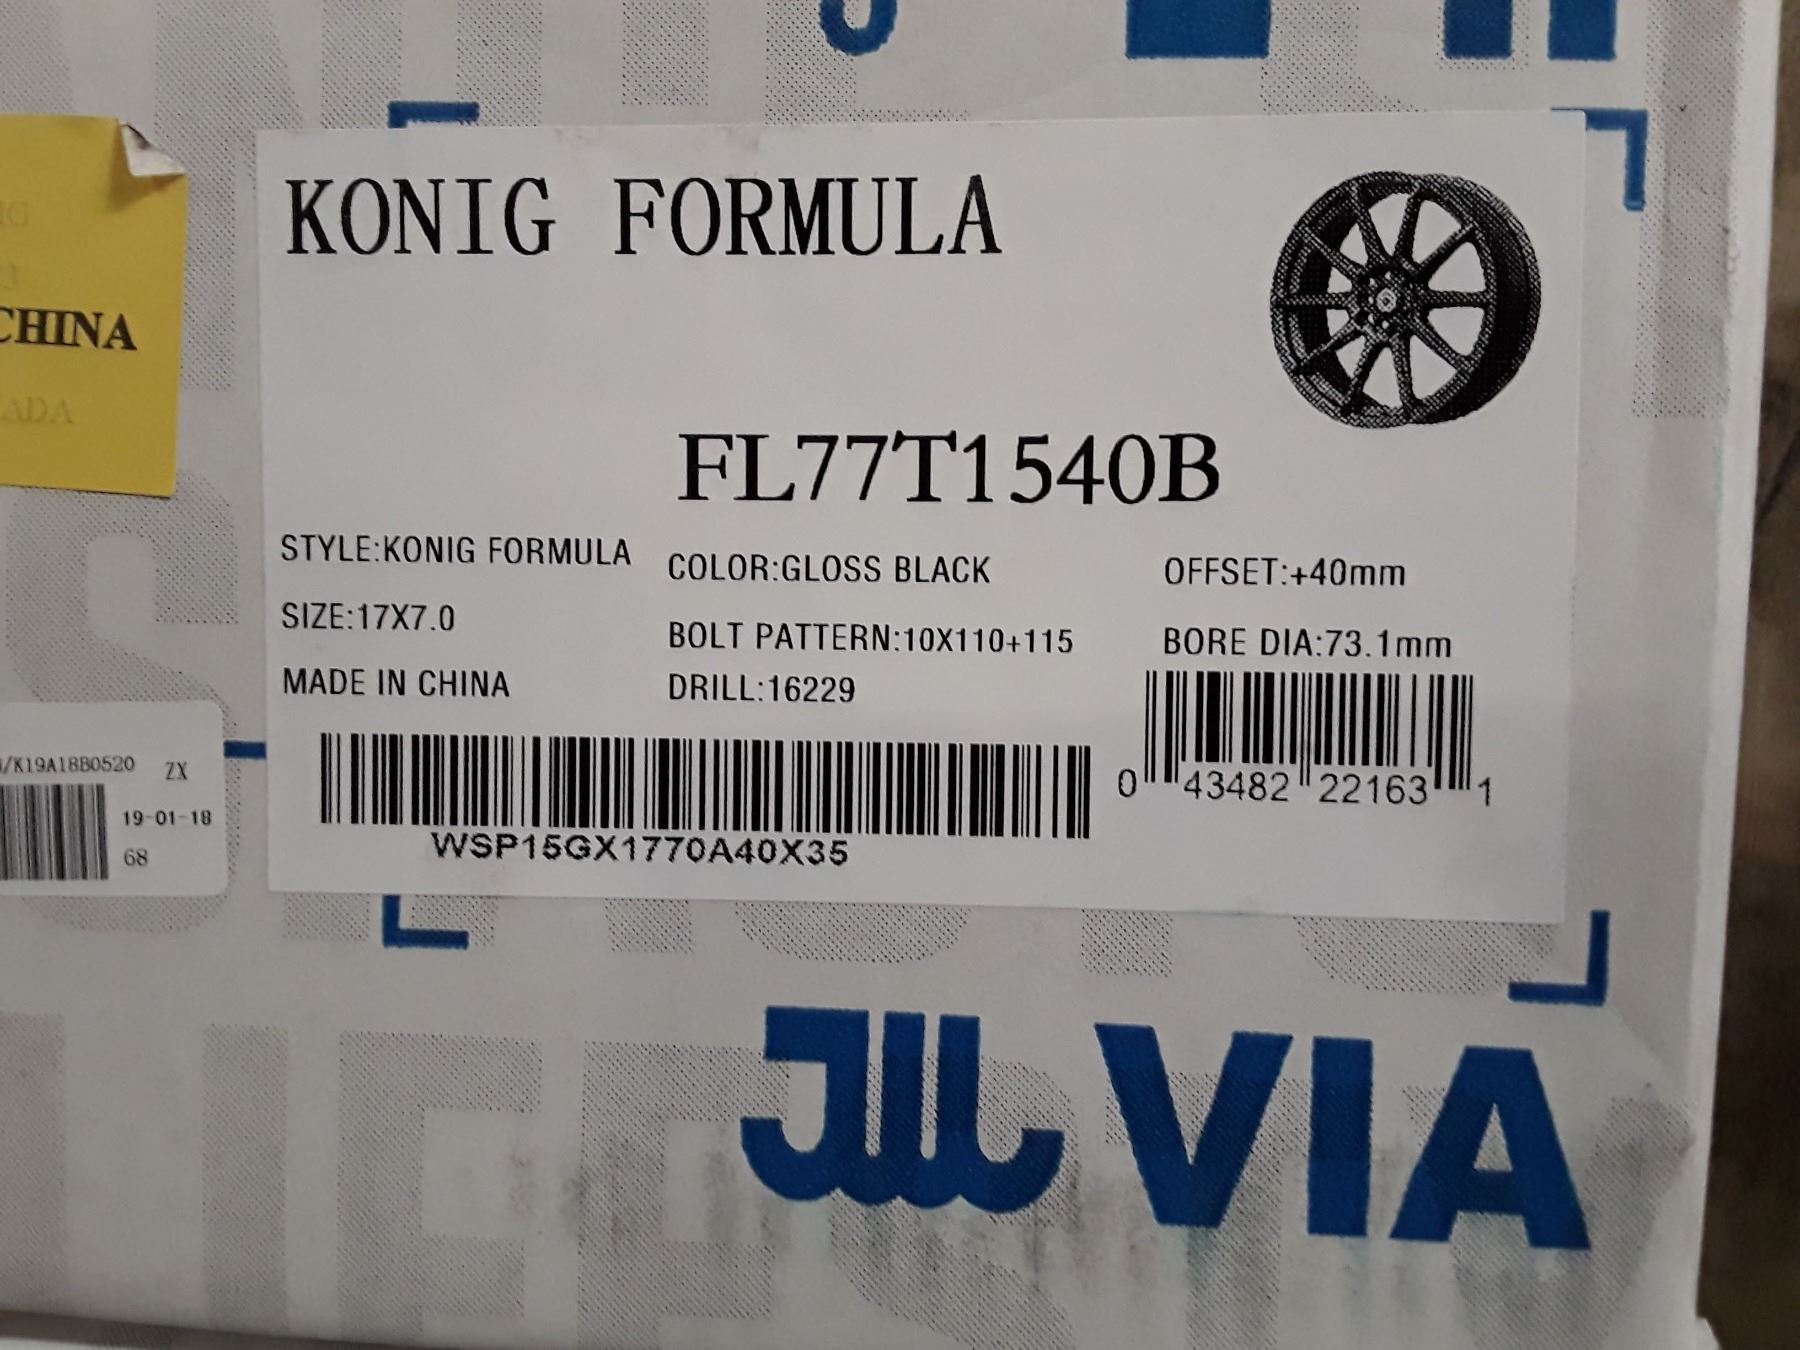 KONIG FORMULA
CHINA
FL77T1540B
STYLE:KONIG FORMULA
COLOR:GLOSS BLACK
OFFSET:+40mm
SIZE:17X7.0
BOLT PATTERN:10X110+115
BORE DIA:73.1mm
MADE IN CHINA
DRILL:16229
0 43482 22163 1
WSP15GX1770A40X35
/K19A18B0520 ZX
19-01-18
68
JWL VIA